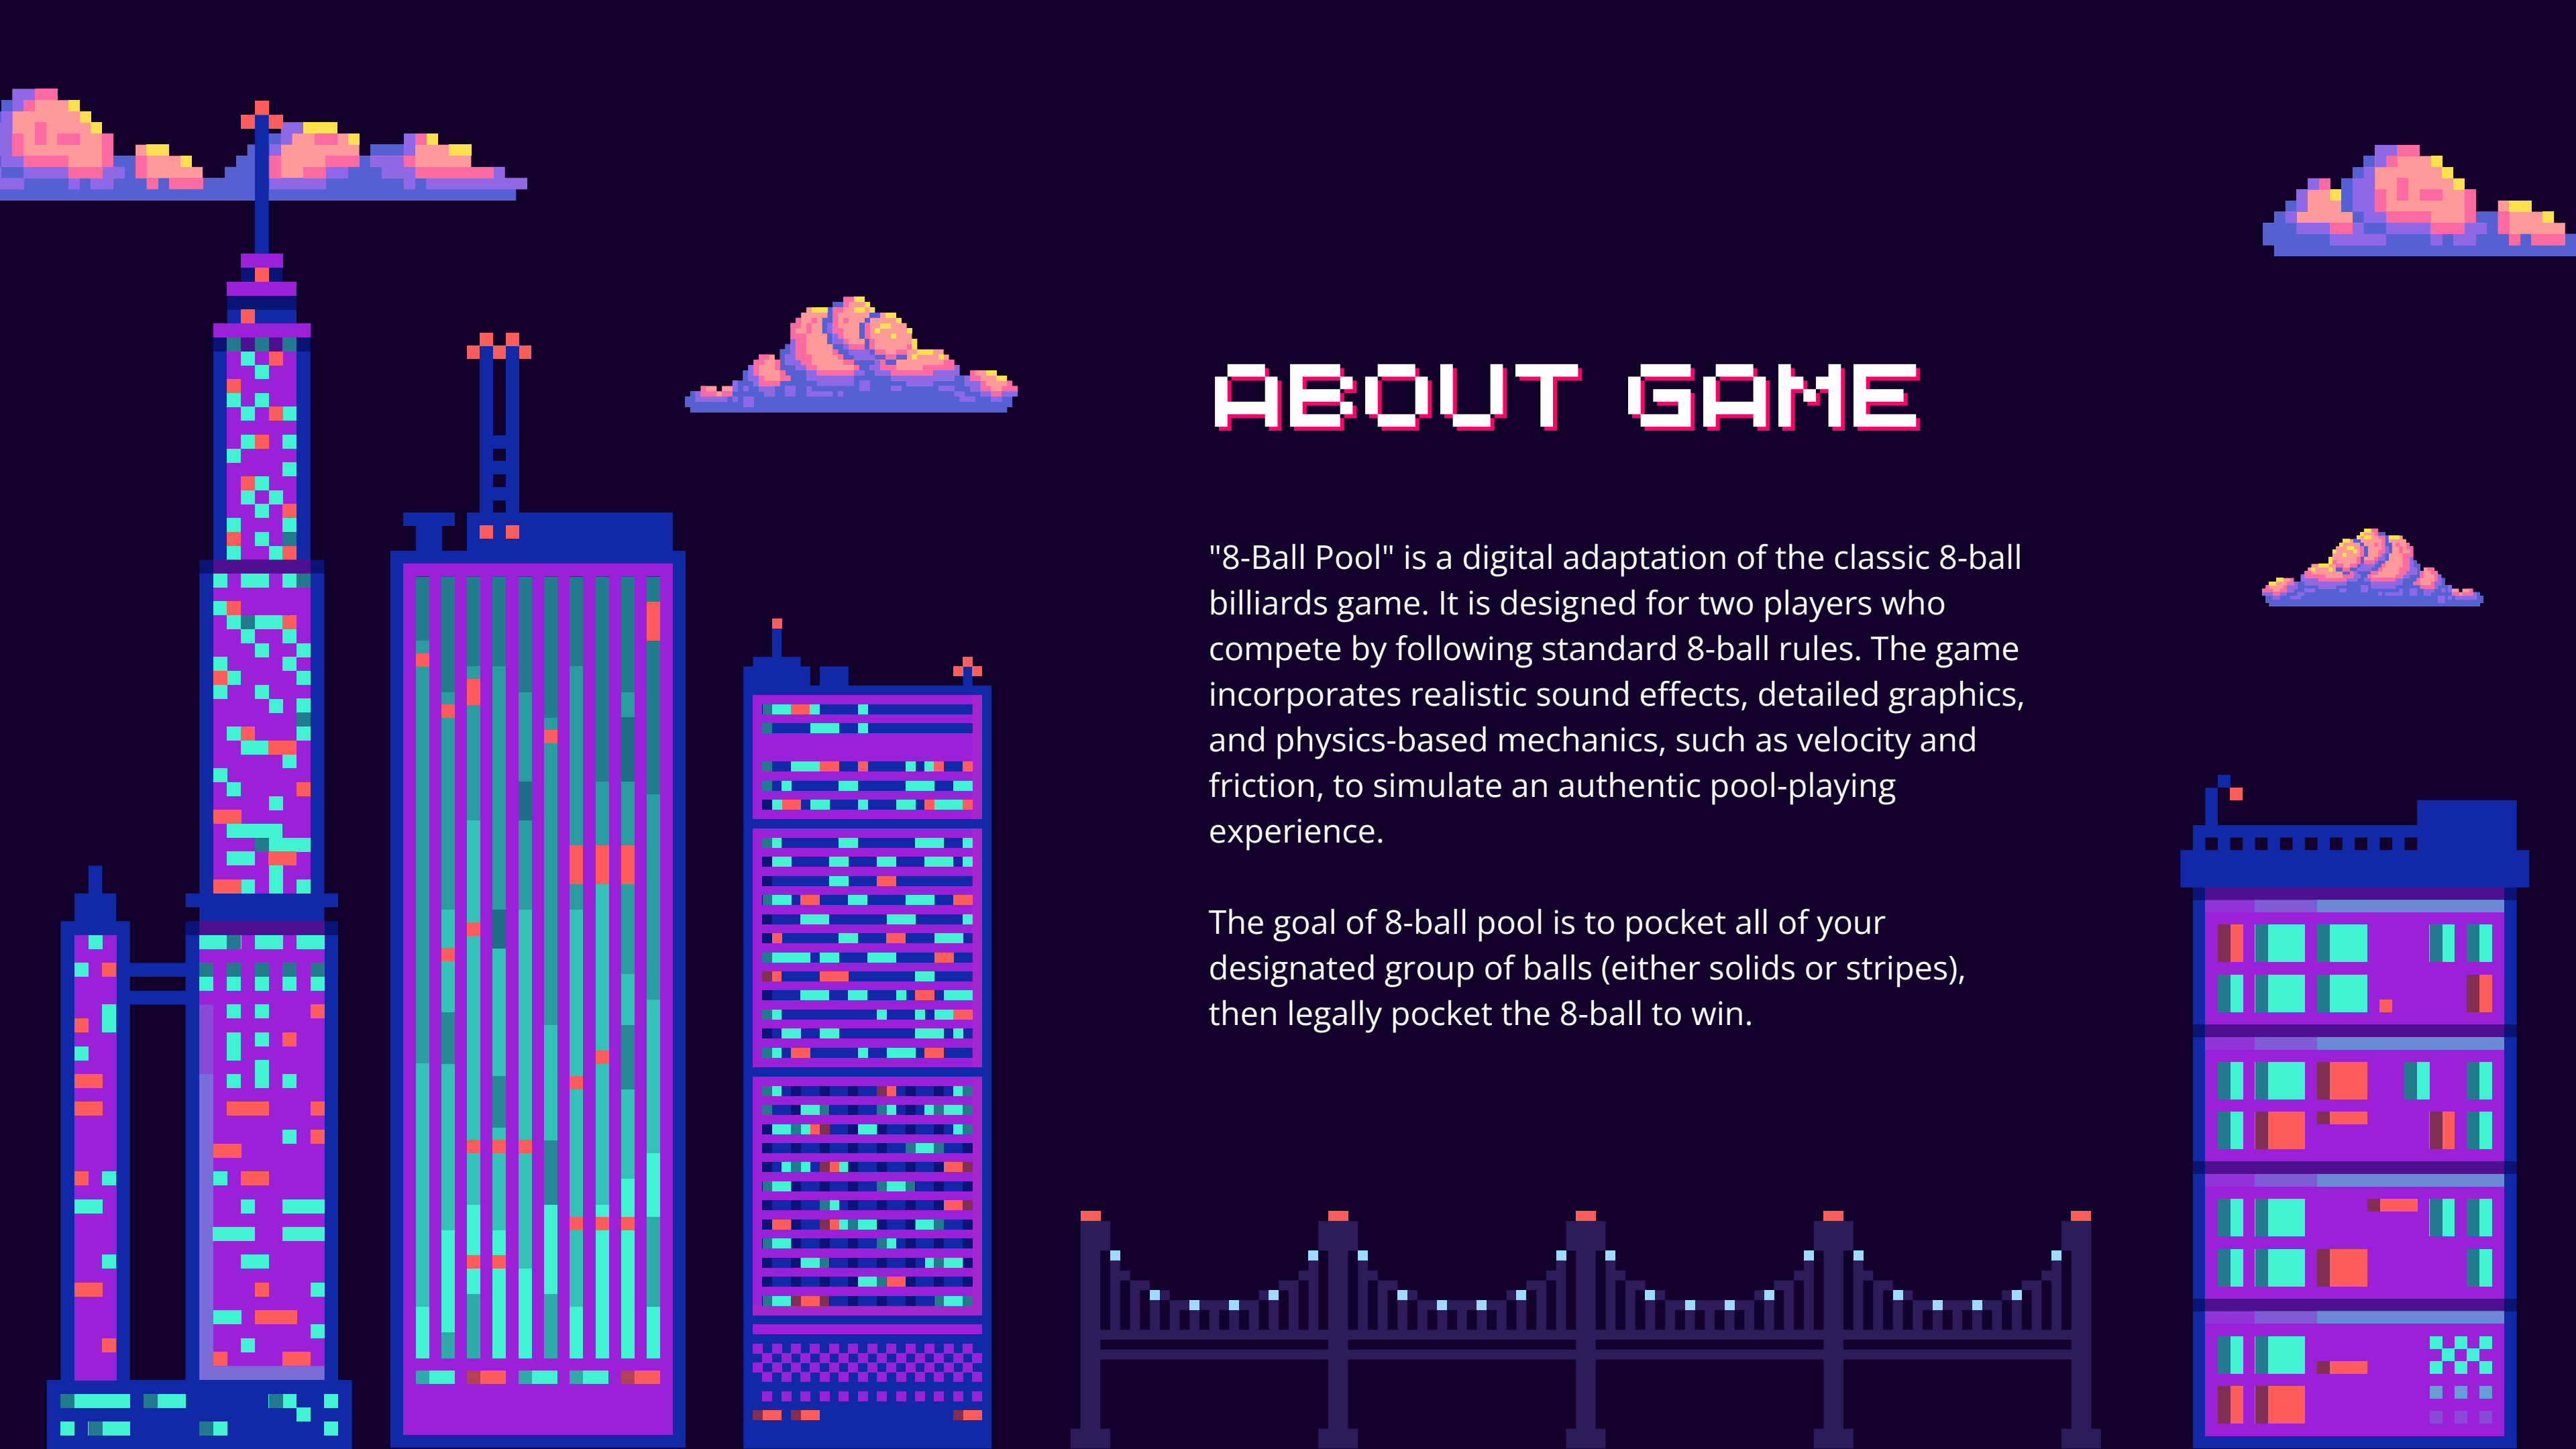 ABOUT GAME
"8-Ball Pool" is a digital adaptation of the classic 8-ball
billiards game. It is designed for two players who
compete by following standard 8-ball rules. The game
incorporates realistic sound effects, detailed graphics,
and physics-based mechanics, such as velocity and
friction, to simulate an authentic pool-playing
experience.
The goal of 8-ball pool is to pocket all of your
designated group of balls (either solids or stripes),
then legally pocket the 8-ball to win.